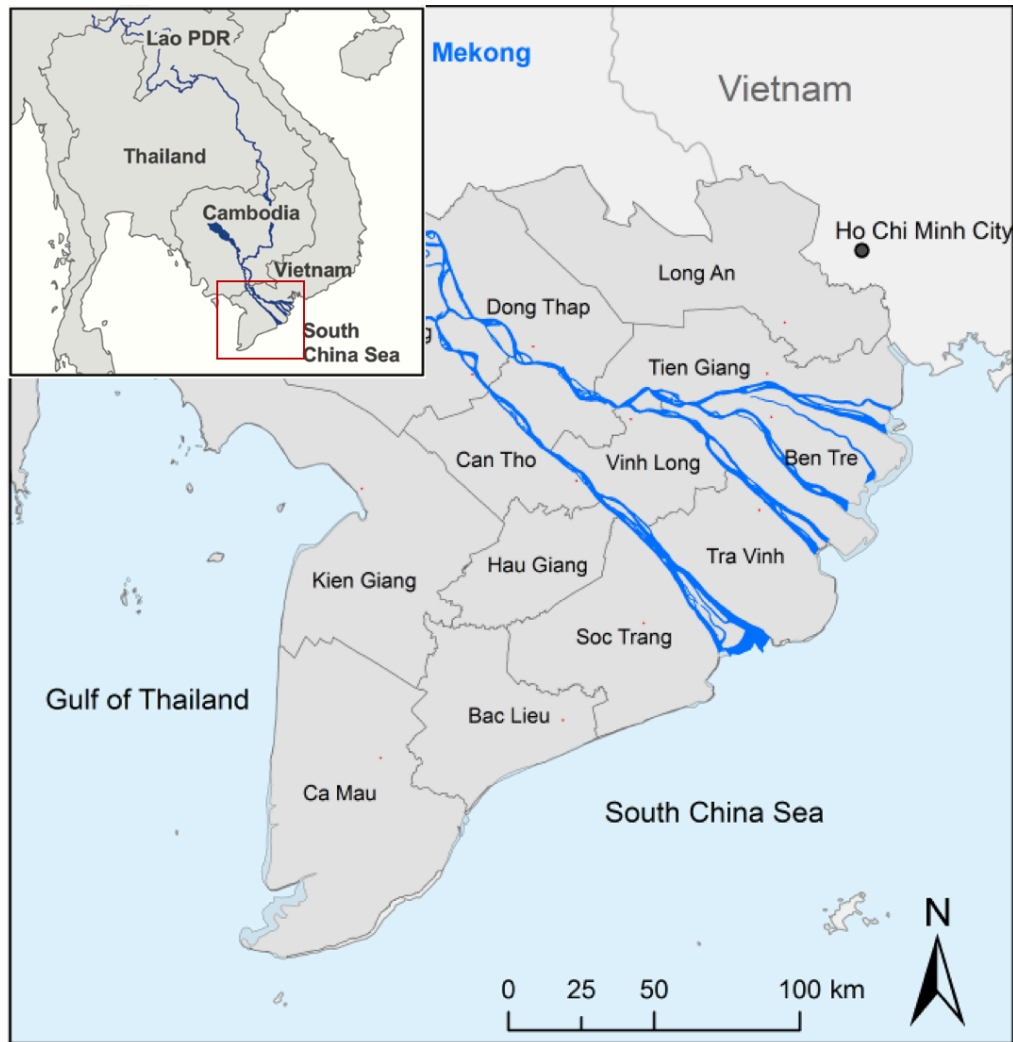 Lao PDR
Thailand
Cambodia
Vietnam
South
China Sea
Mekong
Vietnam
Ho Chi Minh City
Long An
Dong Thap
g
Tien Giang
Ben Tre
Can Tho
Vinh Long
Tra Vinh
Hau Giang
Kien Giang
Soc Trang
Gulf of Thailand
Bac Lieu
Ca Mau
South China Sea
N
0 25 50 100 km